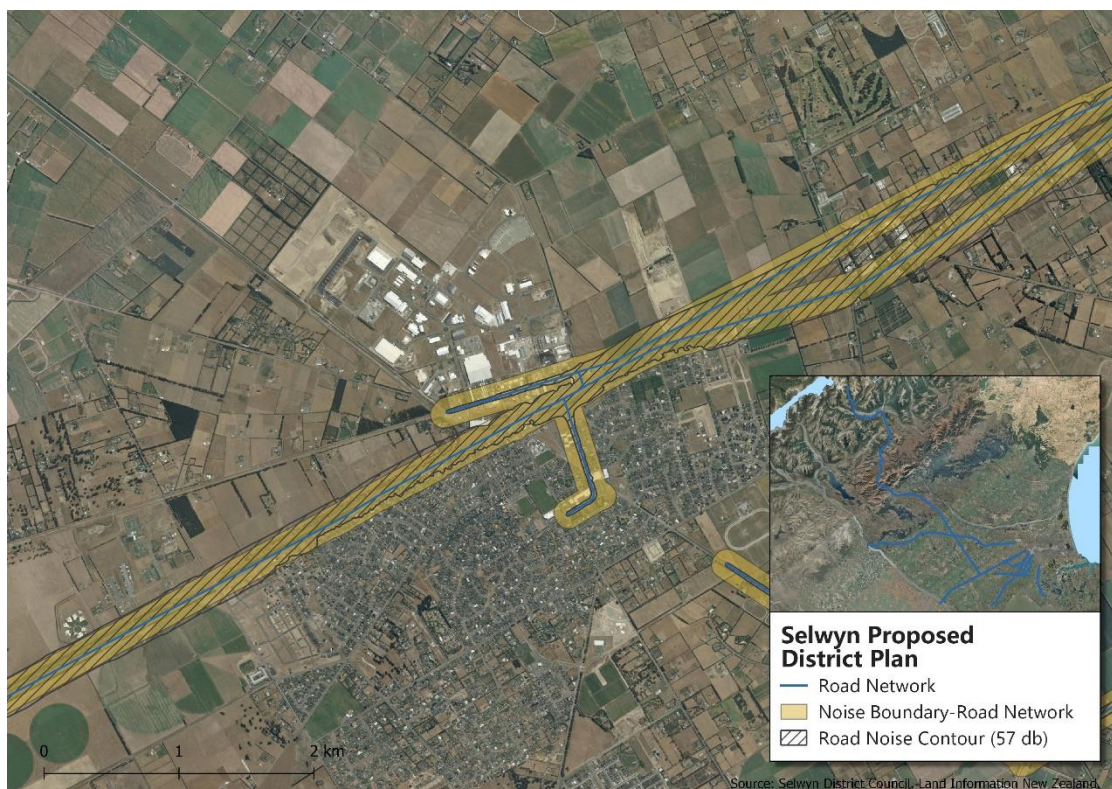 Selwyn Proposed
District Plan
Road Network
Noise Boundary-Road Network
Road Noise Contour (57 db)
0 1 2 km
Source: Selwyn District Council, Land Information New Zealand.